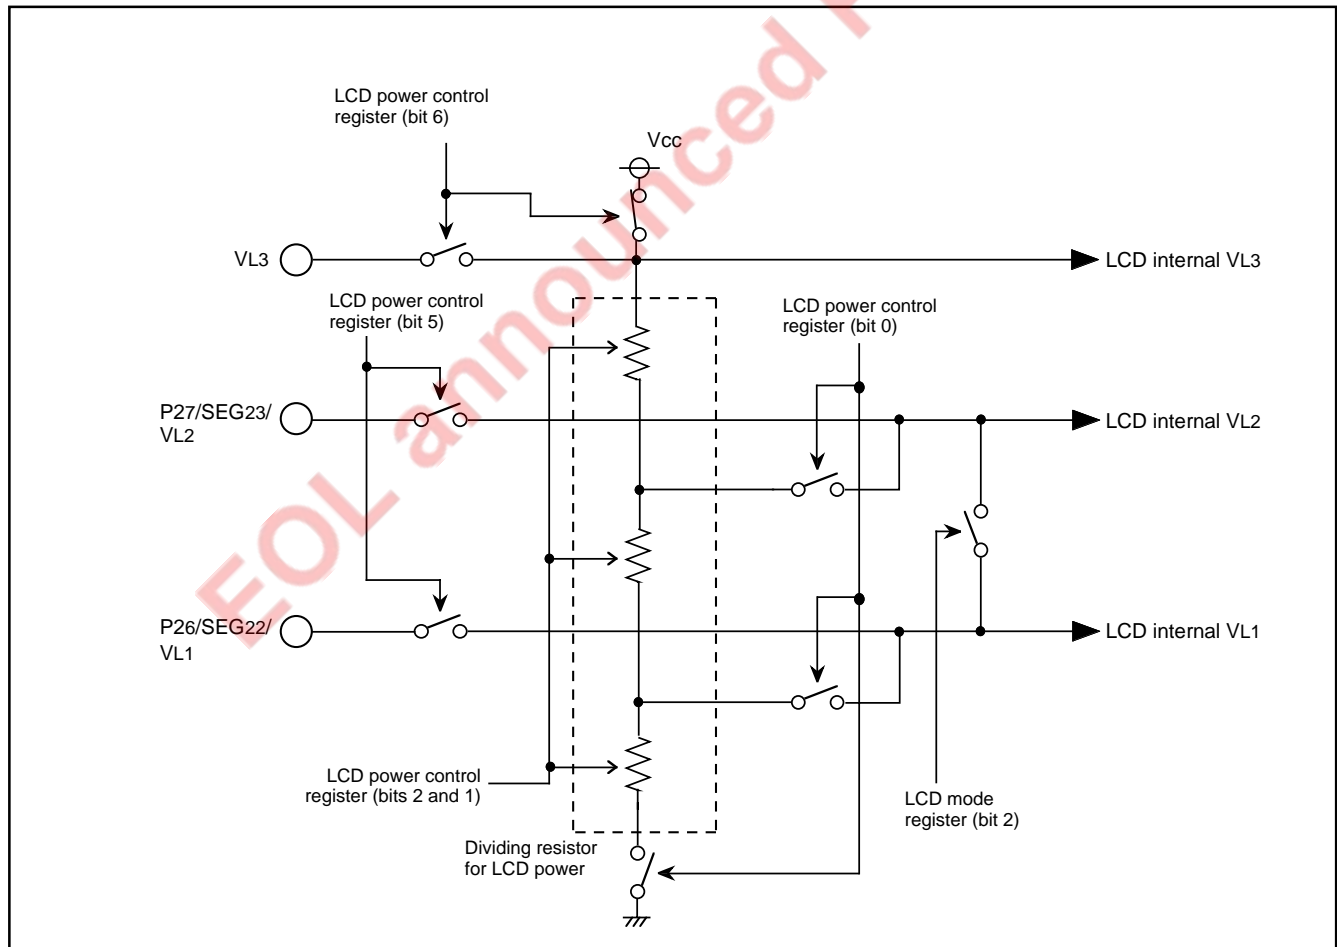 EOL announced
LCD power control
register (bit 6)
Vcc
VL3
LCD internal VL3
LCD power control
register (bit 5)
LCD power control
register (bit 0)
P27/SEG23/
VL2
LCD internal VL2
P26/SEG22/
VL1
LCD internal VL1
LCD power control
register (bits 2 and 1)
LCD mode
register (bit 2)
Dividing resistor
for LCD power